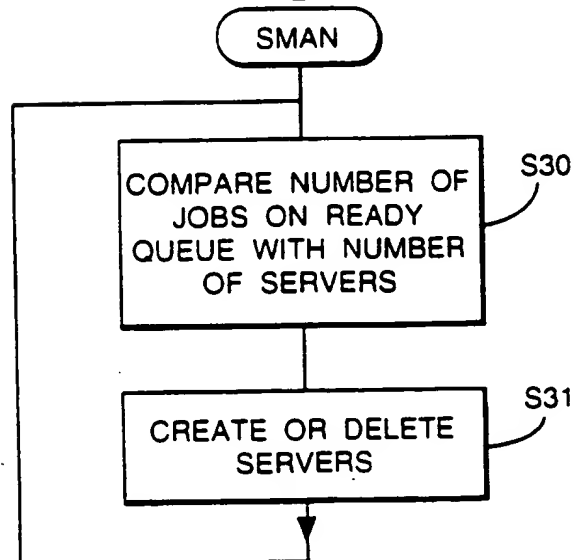 SMAN
COMPARE NUMBER OF
JOBS ON READY
QUEUE WITH NUMBER
OF SERVERS
S30
CREATE OR DELETE
SERVERS
S31